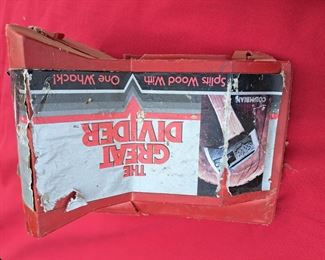 Splits Wood With
One Whack!
THE
GREAT
DIVIDER
COLUMBIAN